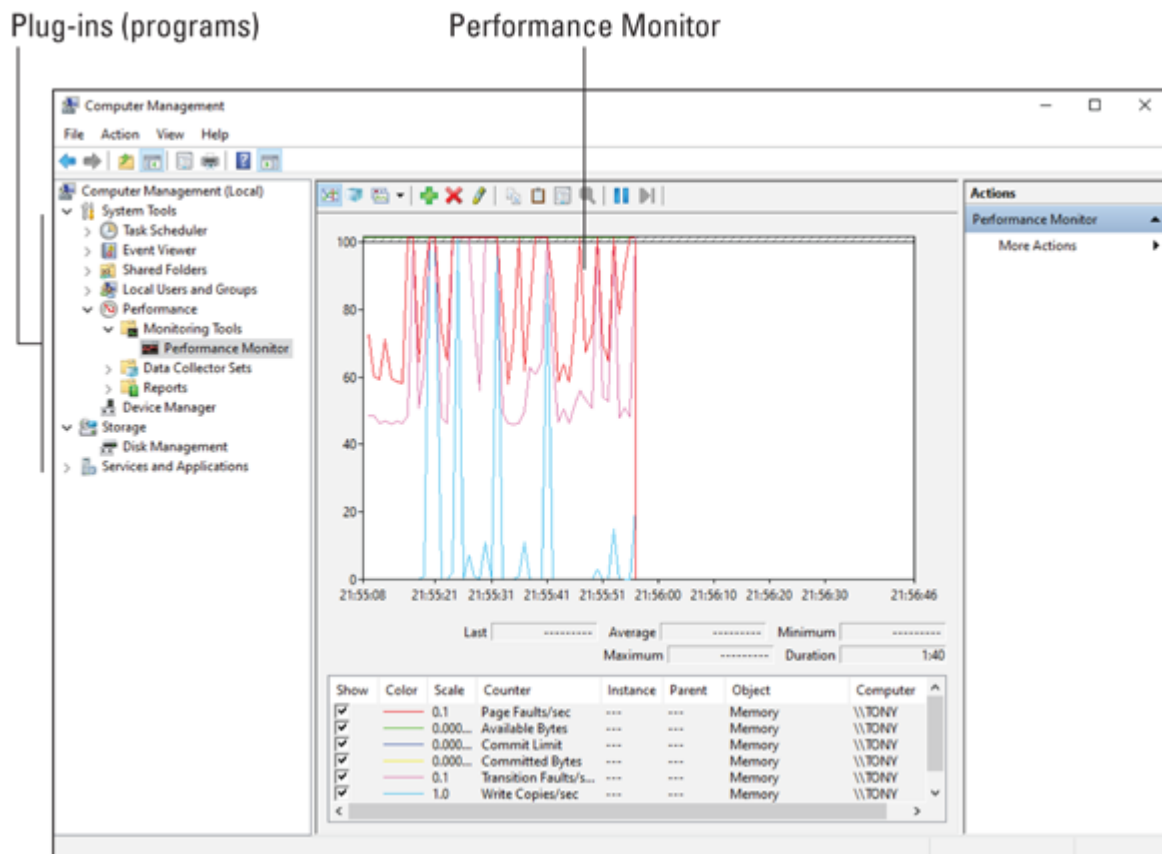 Plug-ins (programs)
Performance Monitor
Computer Management
File Action View Help
Computer Management (Local)
System Tools
Task Scheduler
Event Viewer
Shared Folders
Local Users and Groups
Performance
Monitoring Tools
Performance Monitor
Data Collector Sets
Reports
Device Manager
Storage
Disk Management
Services and Applications
100
80
60
40
20
0
21:55:08 21:55:21 21:55:31 21:55:41 21:55:51 21:56:00 21:56:10 21:56:20 21:56:30 21:56:46
Last --------- Average --------- Minimum ---------
Maximum --------- Duration 1:40
Show Color Scale Counter Instance Parent Object Computer
0.1 Page Faults/sec --- --- Memory \\TONY
0.000... Available Bytes --- --- Memory \\TONY
0.000... Commit Limit --- --- Memory \\TONY
0.000... Committed Bytes --- --- Memory \\TONY
0.1 Transition Faults/s... --- --- Memory \\TONY
1.0 Write Copies/sec --- --- Memory \\TONY
Actions
Performance Monitor
More Actions